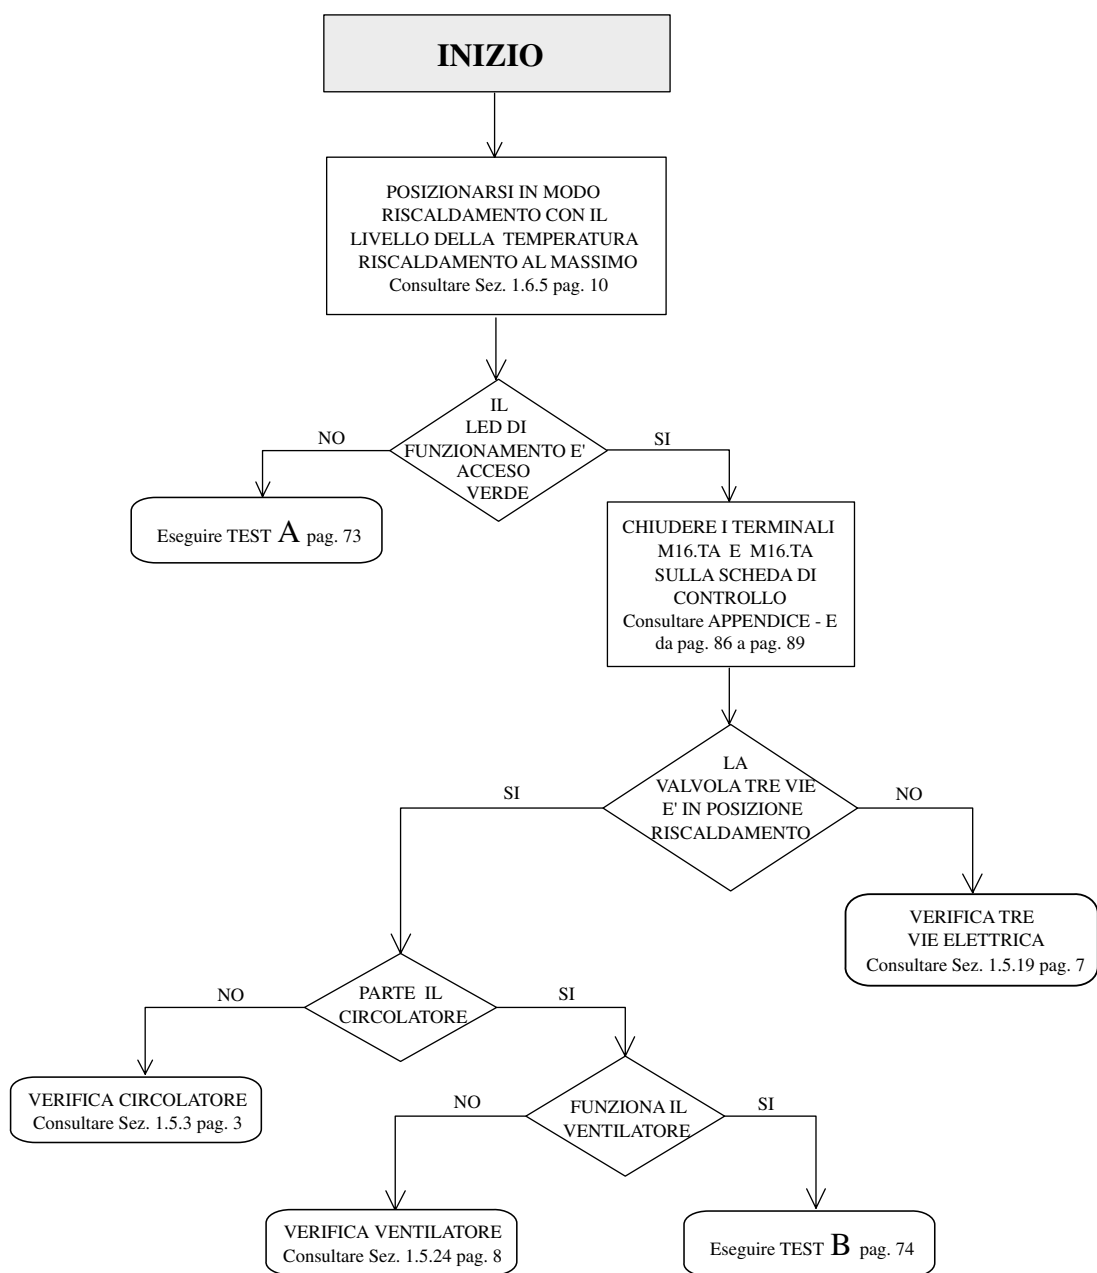 INIZIO
POSIZIONARSI IN MODO
RISCALDAMENTO CON IL
LIVELLO DELLA TEMPERATURA
RISCALDAMENTO AL MASSIMO
Consultare Sez. 1.6.5 pag. 10
IL
LED DI
FUNZIONAMENTO E'
ACCESO
VERDE
NO
SI
Eseguire TEST A pag. 73
CHIUDERE I TERMINALI
M16.TA E M16.TA
SULLA SCHEDA DI
CONTROLLO
Consultare APPENDICE - E
da pag. 86 a pag. 89
LA
VALVOLA TRE VIE
E' IN POSIZIONE
RISCALDAMENTO
SI
NO
VERIFICA TRE
VIE ELETTRICA
Consultare Sez. 1.5.19 pag. 7
PARTE IL
CIRCOLATORE
NO
SI
VERIFICA CIRCOLATORE
Consultare Sez. 1.5.3 pag. 3
FUNZIONA IL
VENTILATORE
NO
SI
VERIFICA VENTILATORE
Consultare Sez. 1.5.24 pag. 8
Eseguire TEST B pag. 74